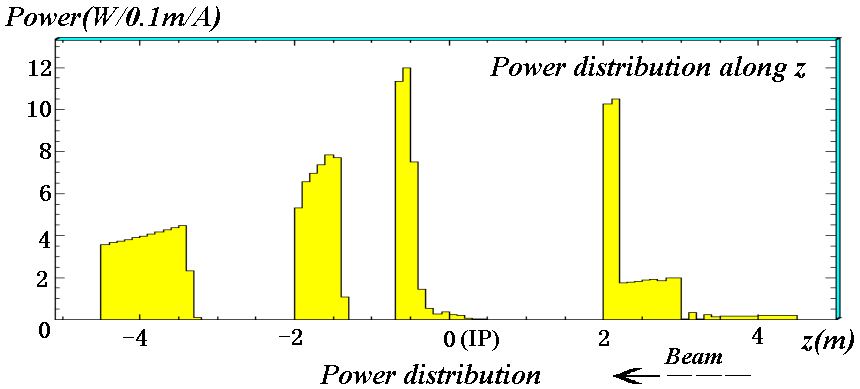 Power(W/0.1m/A)
Power distribution along z
12
10
8
6
4
2
0
−4 −2 0 (IP) 2 4 z(m)
Power distribution
Beam